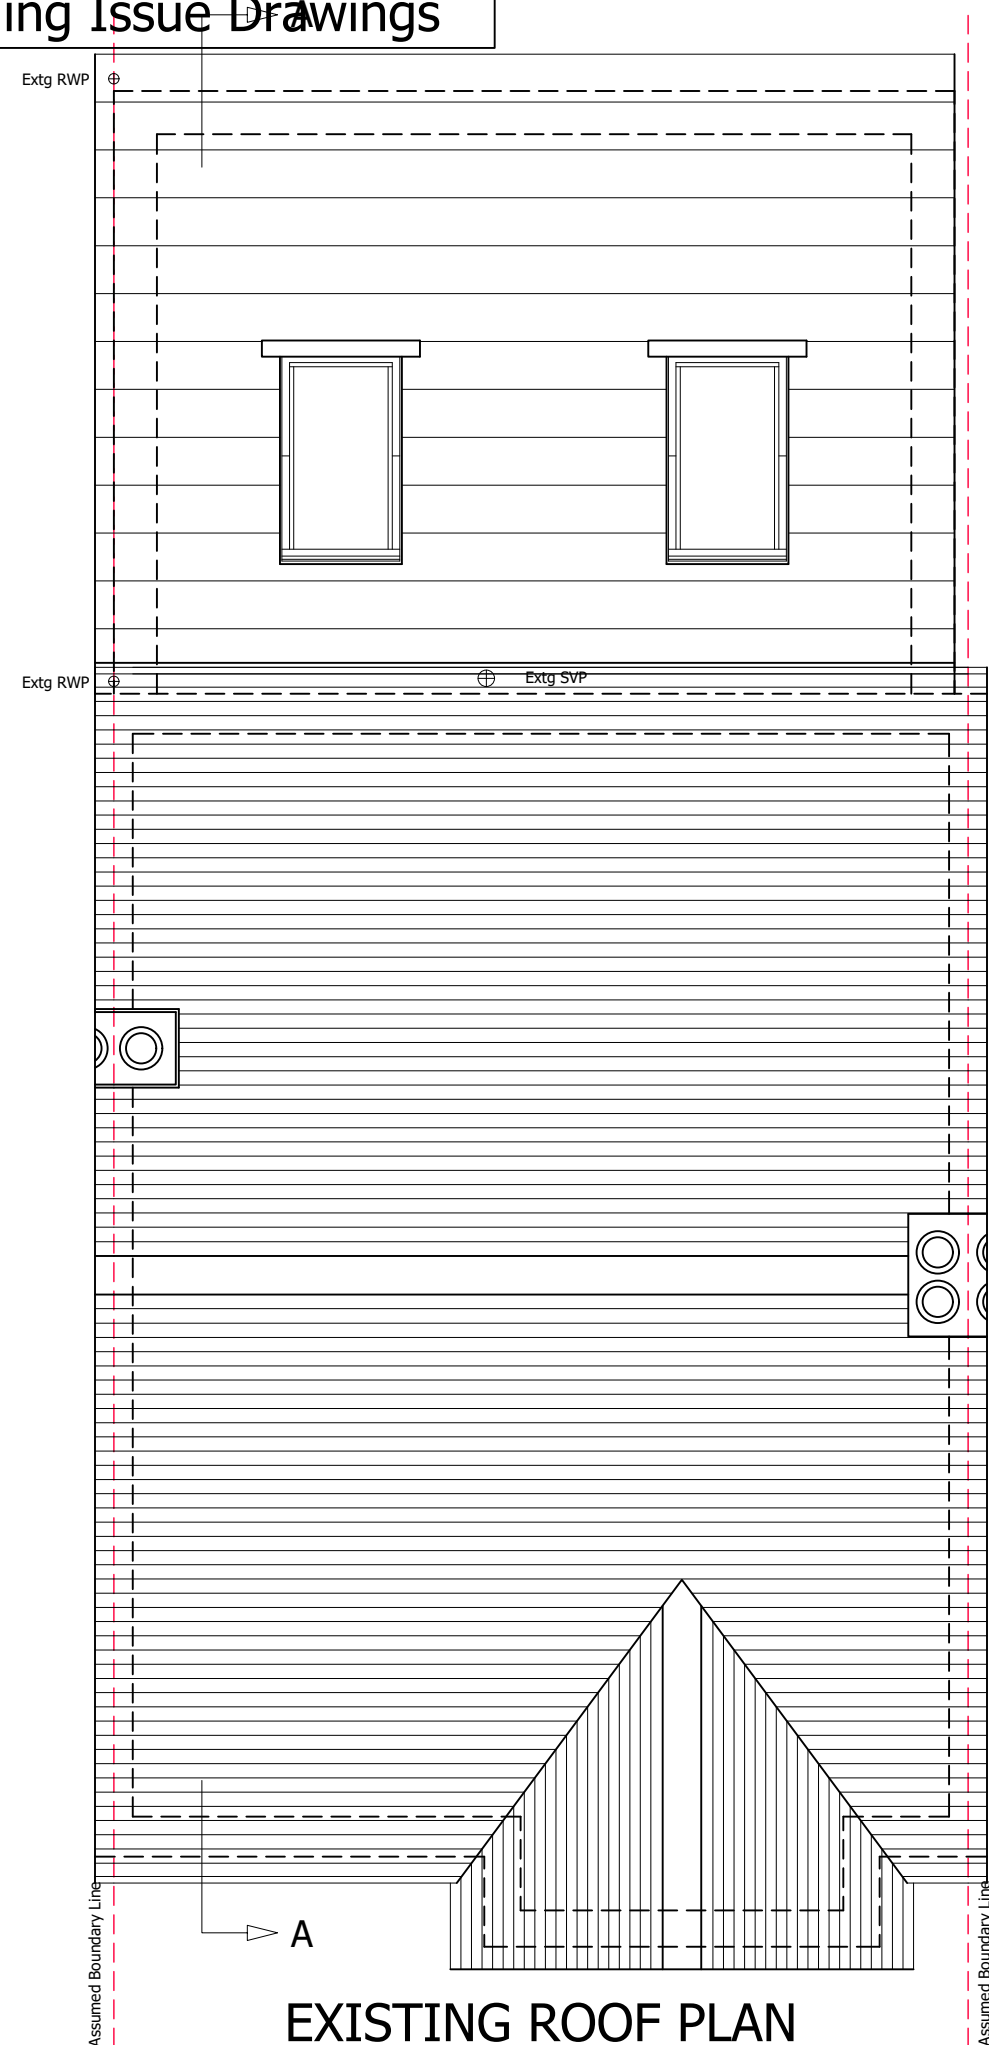 ing Issue Drawings
A
Extg RWP
Extg RWP
Extg SVP
A
Assumed Boundary Line
Assumed Boundary Line
EXISTING ROOF PLAN